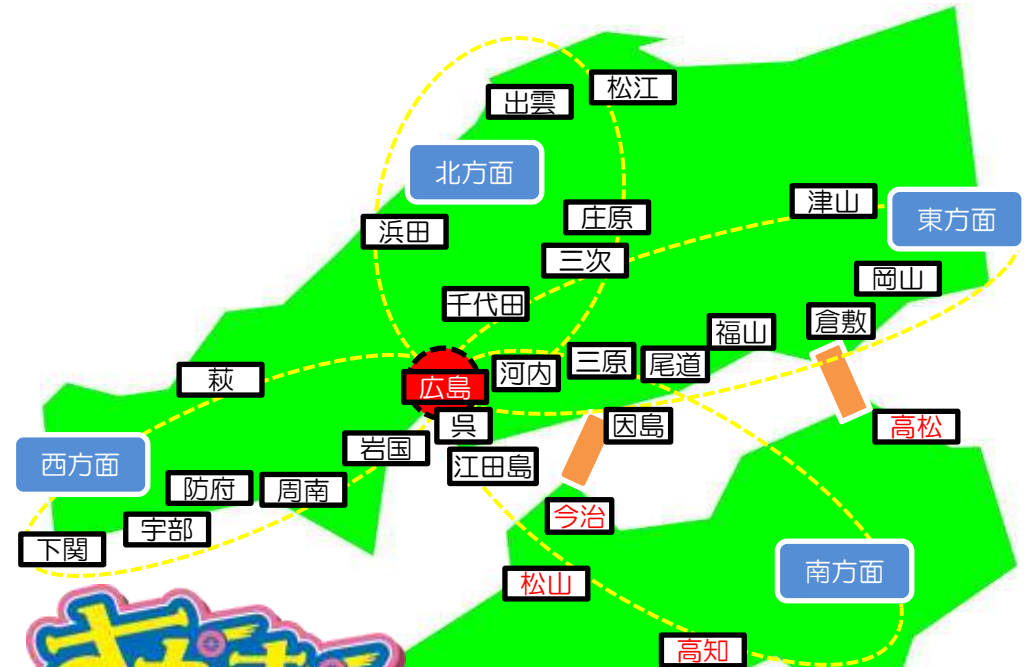 松江
出雲
北方面
津山
庄原
東方面
浜田
三次
岡山
千代田
倉敷
福山
三原
尾道
河内
萩
広島
呉
因島
高松
岩国
西方面
江田島
防府
周南
今治
宇部
下関
南方面
松山
高知